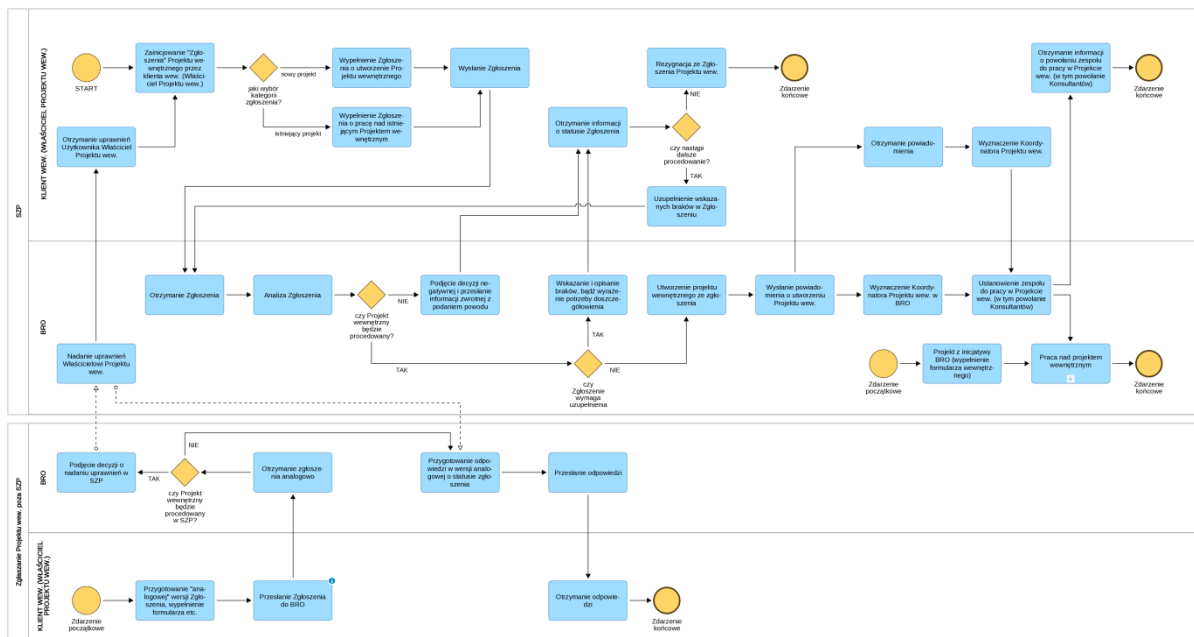 SZP
KLIENT WEW. (WŁAŚCICIEL PROJEKTU WEW.)
START
Zainicjowanie "Zgło-
szenia" Projektu we-
wnętrznego przez
klienta wew. (Właści-
ciel Projektu wew.)
jaki wybór
kategorii
zgłoszenia?
nowy projekt
istniejący projekt
Wypełnienie Zgłosze-
nia o utworzenie Pro-
jektu wewnętrznego
Wypełnienie Zgłosze-
nia o pracę nad istnie-
jącym Projektem we-
wnętrznym
Wysłanie Zgłoszenia
Otrzymanie uprawnień
Użytkownika Właściciel
Projektu wew.
Otrzymanie informacji
o statusie Zgłoszenia
Rezygnacja ze Zgło-
szenia Projektu wew.
Zdarzenie
końcowe
NIE
czy nastąpi
dalsze
procedowanie?
TAK
Uzupełnienie wskaza-
nych braków w Zgło-
szeniu
Otrzymanie powiado-
mienia
Wyznaczenie Koordy-
natora Projektu wew.
Otrzymanie informacji
o powołaniu zespołu
do pracy w Projekcie
wew. (w tym powołanie
Konsultantów)
Zdarzenie
końcowe
BRO
Otrzymanie Zgłoszenia
Analiza Zgłoszenia
czy Projekt
wewnętrzny
będzie
procedowany?
NIE
TAK
Podjęcie decyzji ne-
gatywnej i przesłanie
informacji zwrotnej z
podaniem powodu
Wskazanie i opisanie
braków, bądź wyraże-
nie potrzeby doszcze-
gółowienia
TAK
NIE
czy
Zgłoszenie
wymaga
uzupełnienia
Utworzenie projektu
wewnętrznego ze zgło-
szenia
Wysłanie powiado-
mienia o utworzeniu
Projektu wew.
Wyznaczenie Koordy-
natora Projektu wew. w
BRO
Ustanowienie zespołu
do pracy w Projekcie
wew. (w tym powołanie
Konsultantów)
Nadanie uprawnień
Właścicielowi Projektu
wew.
Zdarzenie
początkowe
Projekt z inicjatywy
BRO (wypełnienie
formularza wewnętrz-
nego)
Praca nad projektem
wewnętrznym
Zdarzenie
końcowe
Zgłaszanie Projektu wew. poza SZP
BRO
Podjęcie decyzji o
nadaniu uprawnień w
SZP
TAK
NIE
czy Projekt
wewnętrzny
będzie
procedowany
w SZP?
Otrzymanie zgłosze-
nia analogowo
Przygotowanie odpo-
wiedzi w wersji analo-
gowej o statusie zgło-
szenia
Przesłanie odpowiedzi
KLIENT WEW. (WŁAŚCICIEL
PROJEKTU WEW.)
Zdarzenie
początkowe
Przygotowanie "ana-
logowej" wersji Zgło-
szenia, wypełnienie
formularza etc.
Przesłanie Zgłoszenia
do BRO
Otrzymanie odpowie-
dzi
Zdarzenie
końcowe